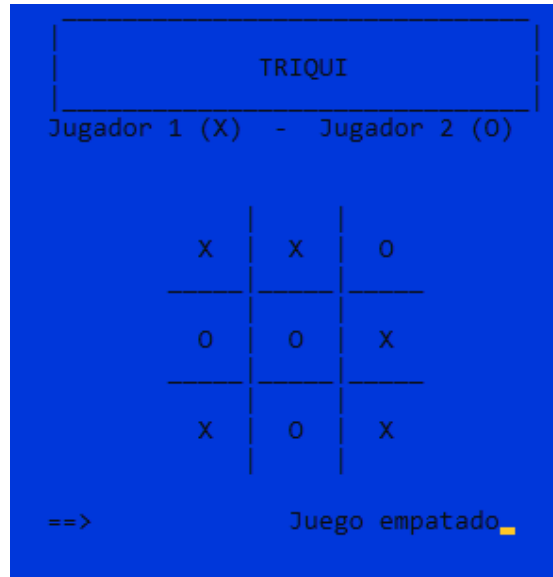 TRIQUI
Jugador 1 (X) - Jugador 2 (O)
X | X | O
O | O | X
X | O | X
==> Juego empatado